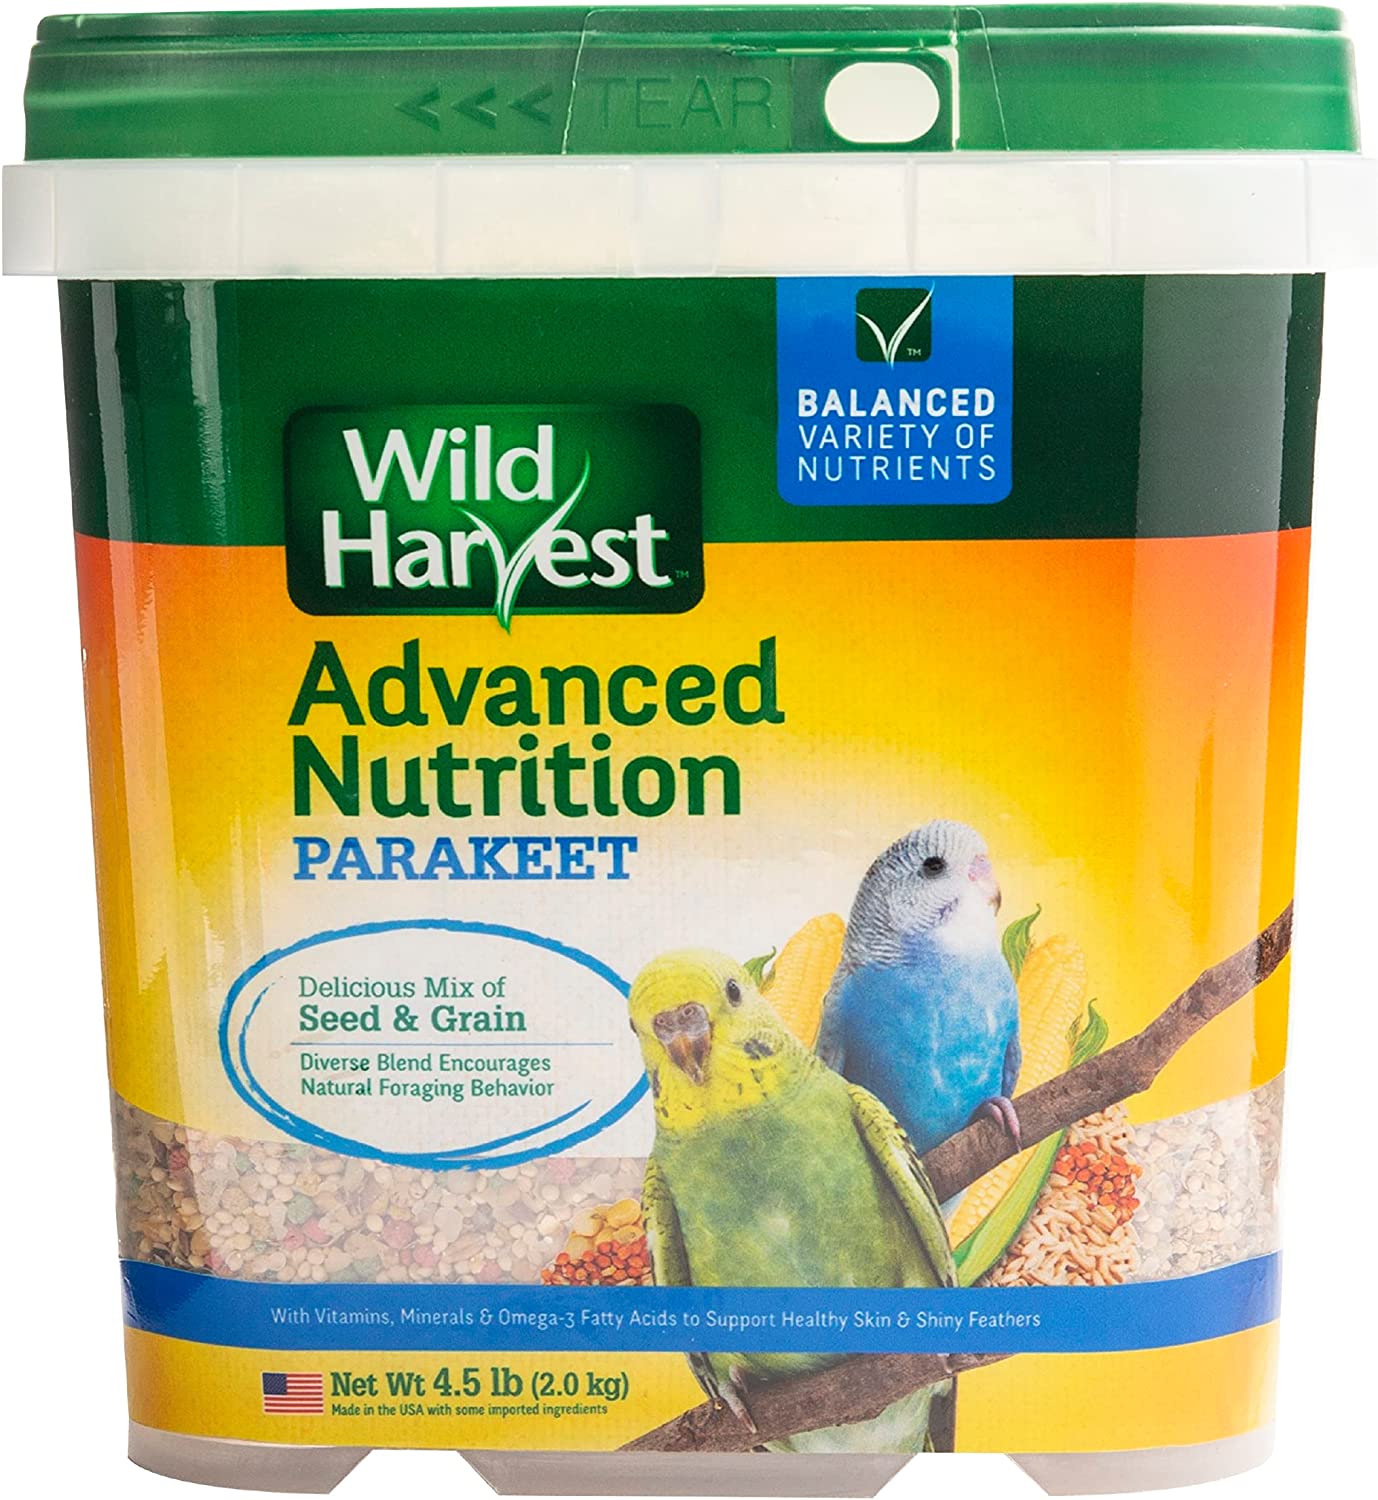 <<< TEAR
BALANCED
VARIETY OF
NUTRIENTS
TM
Wild
Harvest™
Advanced
Nutrition
PARAKEET
Delicious Mix of
Seed & Grain
Diverse Blend Encourages
Natural Foraging Behavior
With Vitamins, Minerals & Omega-3 Fatty Acids to Support Healthy Skin & Shiny Feathers
Net Wt 4.5 lb (2.0 kg)
Made in the USA with some imported ingredients